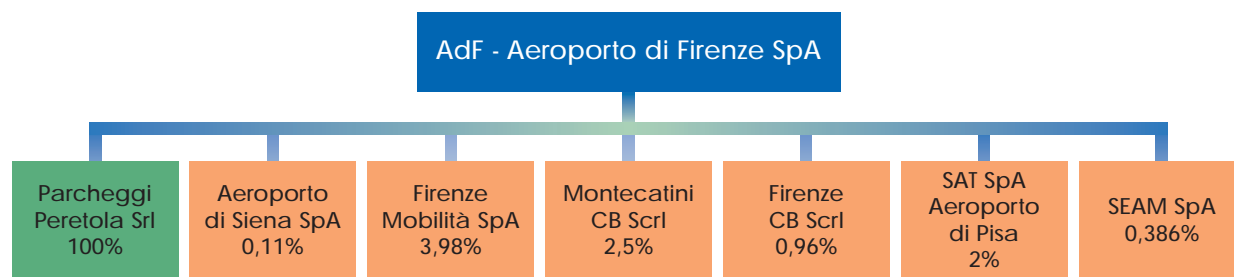 AdF - Aeroporto di Firenze SpA
Parcheggi
Peretola Srl
100%
Aeroporto
di Siena SpA
0,11%
Firenze
Mobilità SpA
3,98%
Montecatini
CB Scrl
2,5%
Firenze
CB Scrl
0,96%
SAT SpA
Aeroporto
di Pisa
2%
SEAM SpA
0,386%